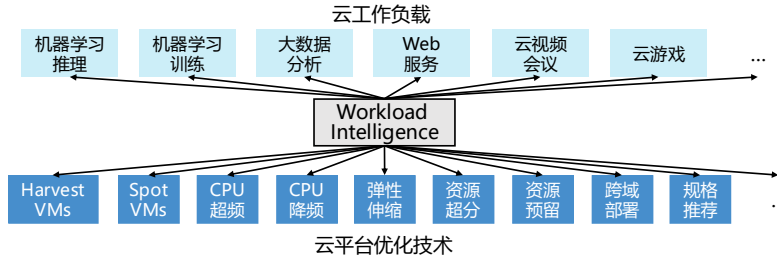 云工作负载
机器学习
推理
机器学习
训练
大数据
分析
Web
服务
云视频
会议
云游戏
...
Workload
Intelligence
Harvest
VMs
Spot
VMs
CPU
超频
CPU
降频
弹性
伸缩
资源
超分
资源
预留
跨域
部署
规格
推荐
.
云平台优化技术